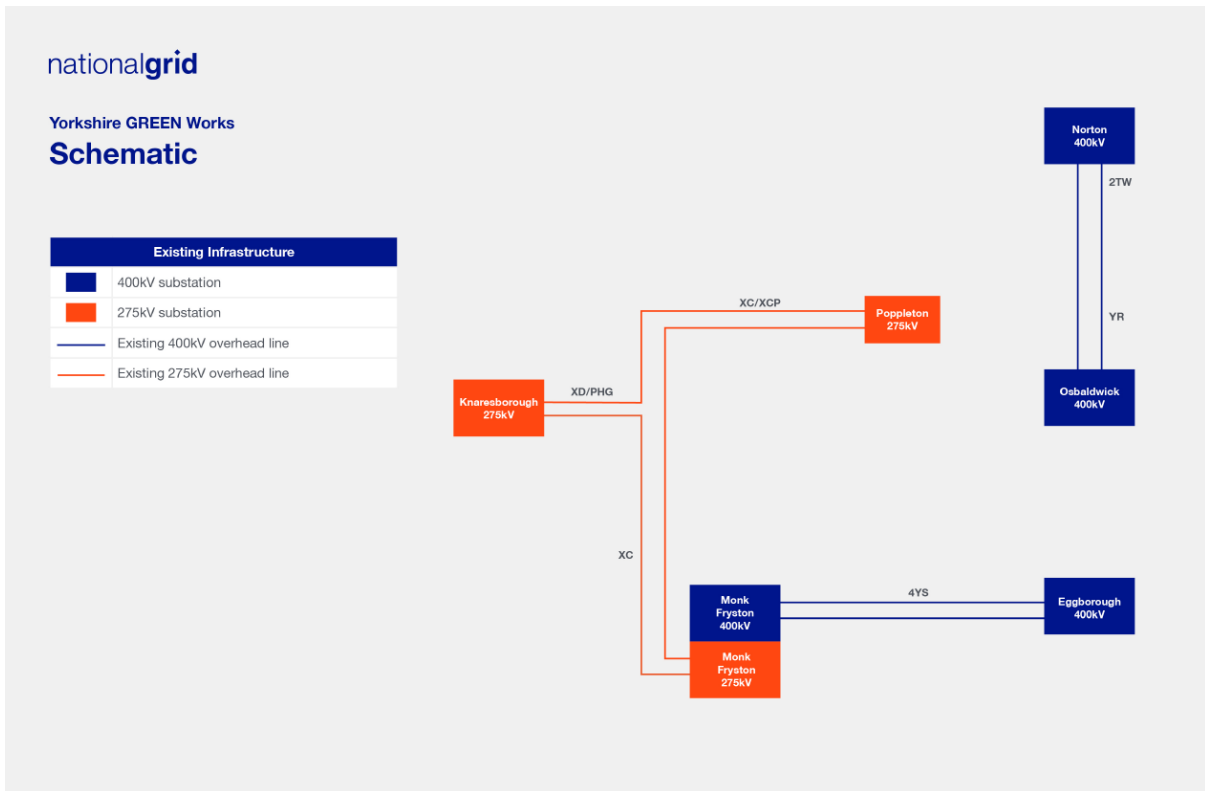 nationalgrid
Yorkshire GREEN Works
Schematic
Existing Infrastructure
400kV substation
275kV substation
Existing 400kV overhead line
Existing 275kV overhead line
Norton
400kV
2TW
YR
Osbaldwick
400kV
XC/XCP
Poppleton
275kV
XD/PHG
Knaresborough
275kV
XC
Monk
Fryston
400kV
Monk
Fryston
275kV
4YS
Eggborough
400kV